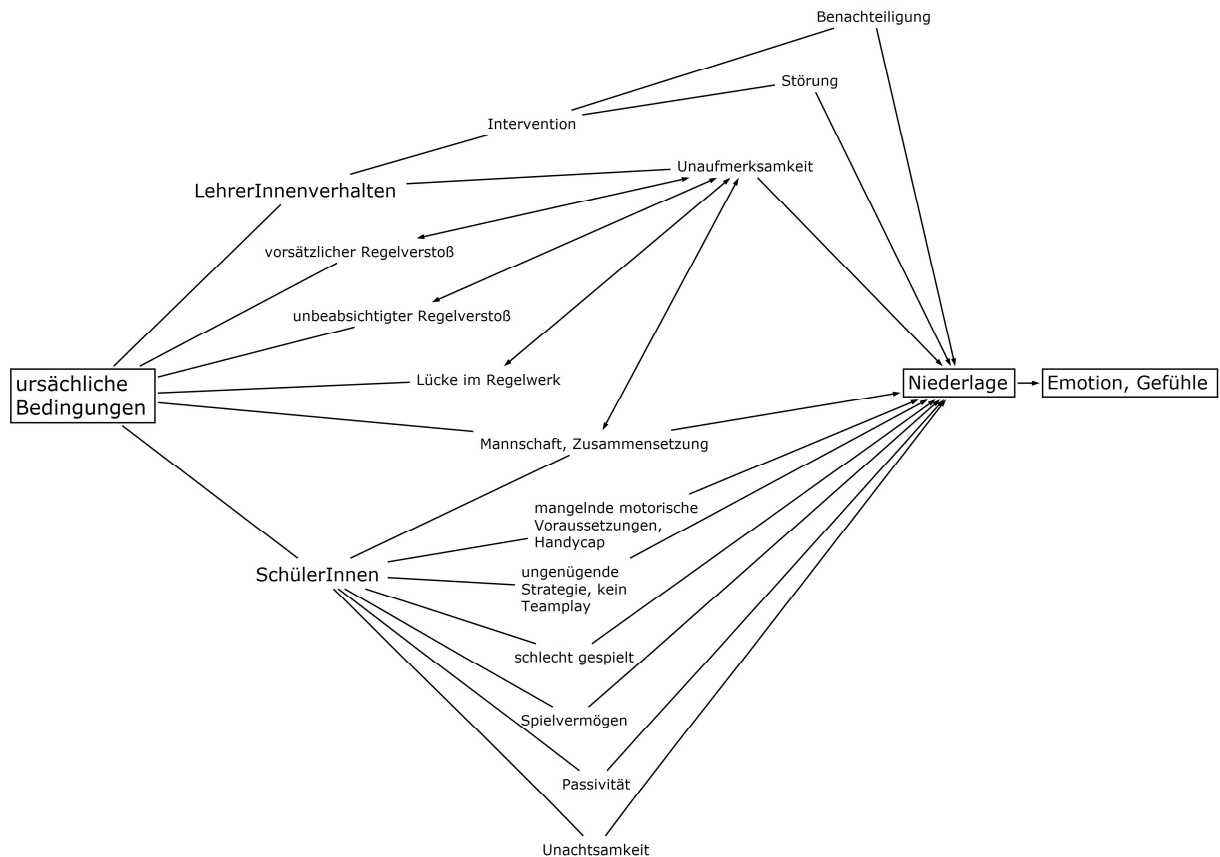 Benachteiligung
Störung
Intervention
Unaufmerksamkeit
LehrerInnenverhalten
vorsätzlicher Regelverstoß
unbeabsichtigter Regelverstoß
ursächliche
Bedingungen
Lücke im Regelwerk
Niederlage
Emotion, Gefühle
Mannschaft, Zusammensetzung
mangelnde motorische
Voraussetzungen,
Handycap
SchülerInnen
ungenügende
Strategie, kein
Teamplay
schlecht gespielt
Spielvermögen
Passivität
Unachtsamkeit